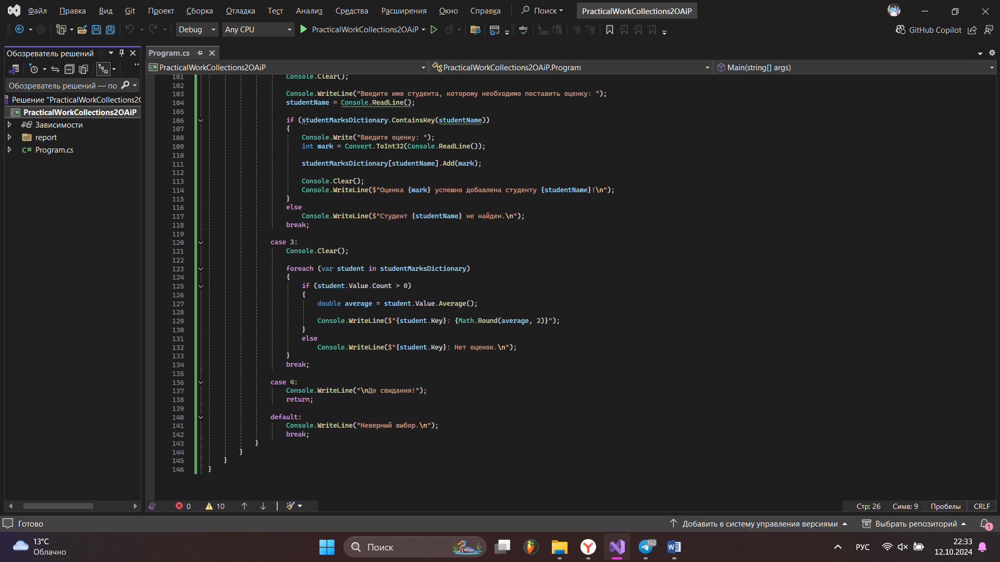 Файл Правка Вид Git Проект Сборка Отладка Тест Анализ Средства Расширения Окно Справка Поиск PracticalWorkCollections2OAiP
Debug Any CPU PracticalWorkCollections2OAiP abc GitHub Copilot
Обозреватель решений
Program.cs
PracticalWorkCollections2OAiP PracticalWorkCollections2OAiP.Program Main(string[] args)
Обозреватель решений — по
Решение "PracticalWorkCollections2O
C# PracticalWorkCollections2OAiP
Зависимости
report
C# Program.cs
101 Console.Clear();
102
103 Console.WriteLine("Введите имя студента, которому необходимо поставить оценку: ");
104 studentName = Console.ReadLine();
105
106 if (studentMarksDictionary.ContainsKey(studentName))
107 {
108 Console.Write("Введите оценку: ");
109 int mark = Convert.ToInt32(Console.ReadLine());
110
111 studentMarksDictionary[studentName].Add(mark);
112
113 Console.Clear();
114 Console.WriteLine($"Оценка {mark} успешно добавлена студенту {studentName}!\n");
115 }
116 else
117 Console.WriteLine($"Студент {studentName} не найден.\n");
118 break;
119
120 case 3:
121 Console.Clear();
122
123 foreach (var student in studentMarksDictionary)
124 {
125 if (student.Value.Count > 0)
126 {
127 double average = student.Value.Average();
128
129 Console.WriteLine($"{student.Key}: {Math.Round(average, 2)}");
130 }
131 else
132 Console.WriteLine($"{student.Key}: Нет оценок.\n");
133 }
134 break;
135
136 case 4:
137 Console.WriteLine("\nДо свидания!");
138 return;
139
140 default:
141 Console.WriteLine("Неверный выбор.\n");
142 break;
143 }
144 }
145 }
146 }
0 10 Стр: 26 Симв: 9 Пробелы CRLF
Готово Добавить в систему управления версиями Выбрать репозиторий 1
13°C
Облачно
Поиск
162
РУС
22:33
12.10.2024